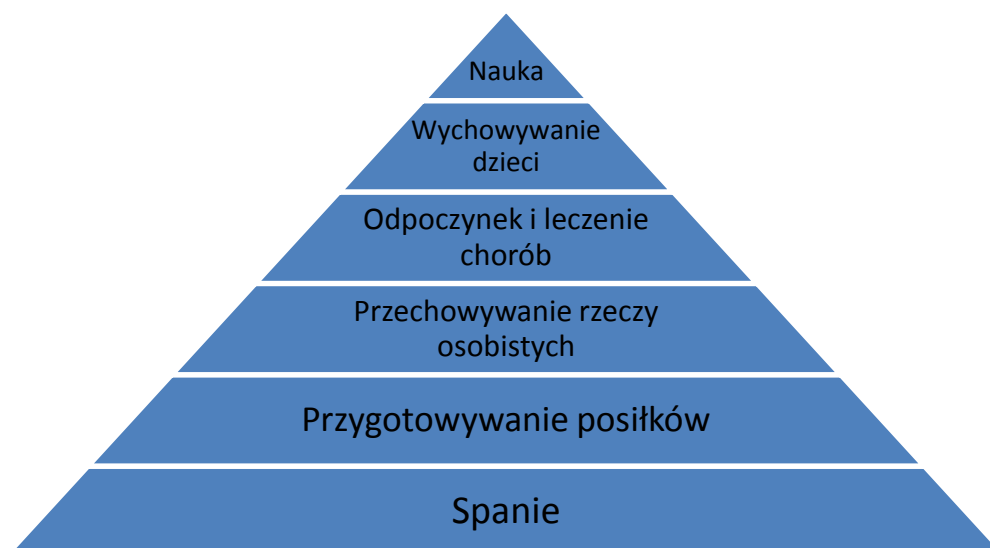 Nauka
Wychowywanie
dzieci
Odpoczynek i leczenie
chorób
Przechowywanie rzeczy
osobistych
Przygotowywanie posiłków
Spanie